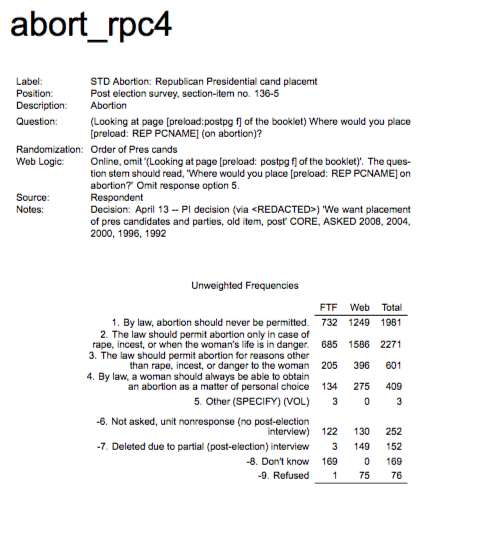 abort_rpc4
Label: STD Abortion: Republican Presidential cand placemt
Position: Post election survey, section-item no. 136-5
Description: Abortion
Question: (Looking at page [preload:postpg f] of the booklet) Where would you place
[preload: REP PCNAME] (on abortion)?
Randomization: Order of Pres cands
Web Logic: Online, omit '(Looking at page [preload: postpg f] of the booklet)'. The ques-
tion stem should read, 'Where would you place [preload: REP PCNAME] on
abortion?' Omit response option 5.
Source: Respondent
Notes: Decision: April 13 -- PI decision (via <REDACTED>) 'We want placement
of pres candidates and parties, old item, post' CORE, ASKED 2008, 2004,
2000, 1996, 1992
Unweighted Frequencies
FTF Web Total
1. By law, abortion should never be permitted. 732 1249 1981
2. The law should permit abortion only in case of
rape, incest, or when the woman's life is in danger. 685 1586 2271
3. The law should permit abortion for reasons other
than rape, incest, or danger to the woman 205 396 601
4. By law, a woman should always be able to obtain
an abortion as a matter of personal choice 134 275 409
5. Other (SPECIFY) (VOL) 3 0 3
-6. Not asked, unit nonresponse (no post-election
interview) 122 130 252
-7. Deleted due to partial (post-election) interview 3 149 152
-8. Don't know 169 0 169
-9. Refused 1 75 76